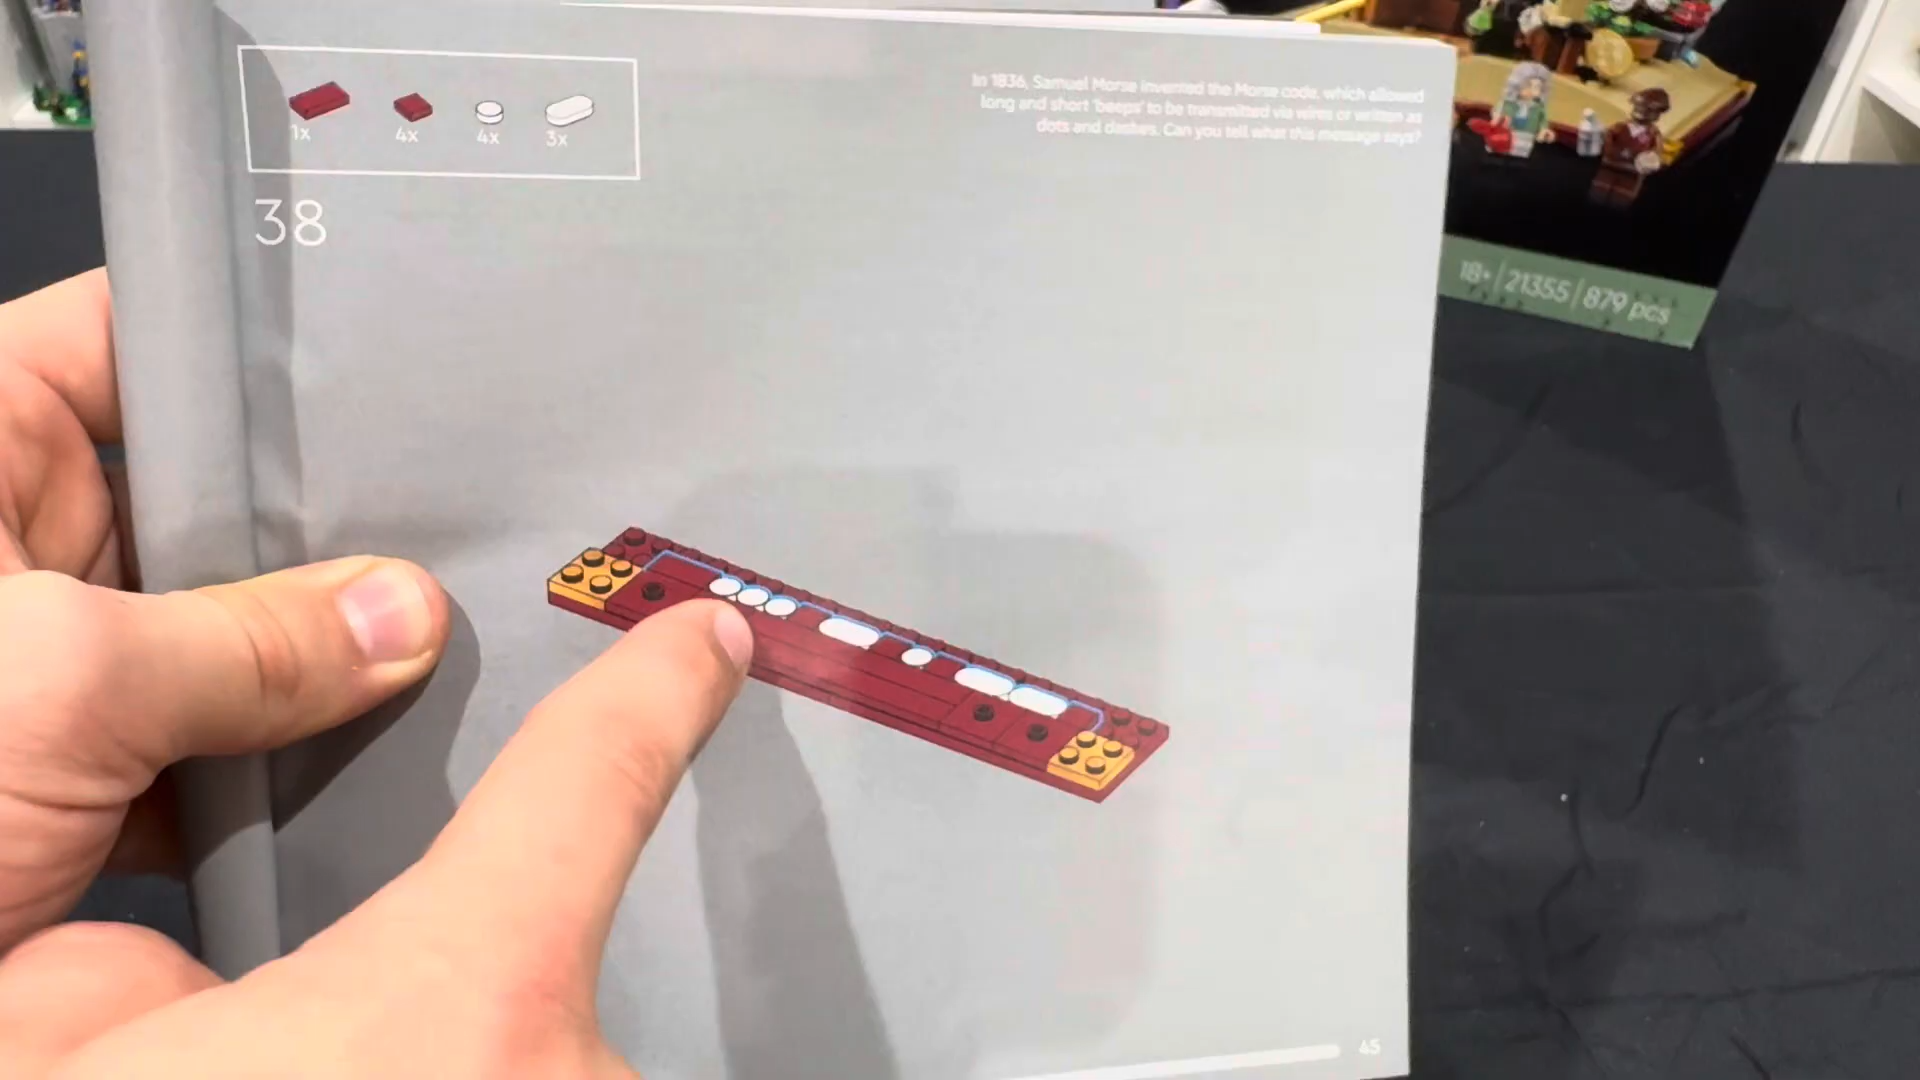 1x 4x 4x 3x
38
In 1836, Samuel Morse invented the Morse code, which allowed
long and short 'beeps' to be transmitted via wires or written as
dots and dashes. Can you tell what this message says?
18+ | 21355 | 879 pcs
45